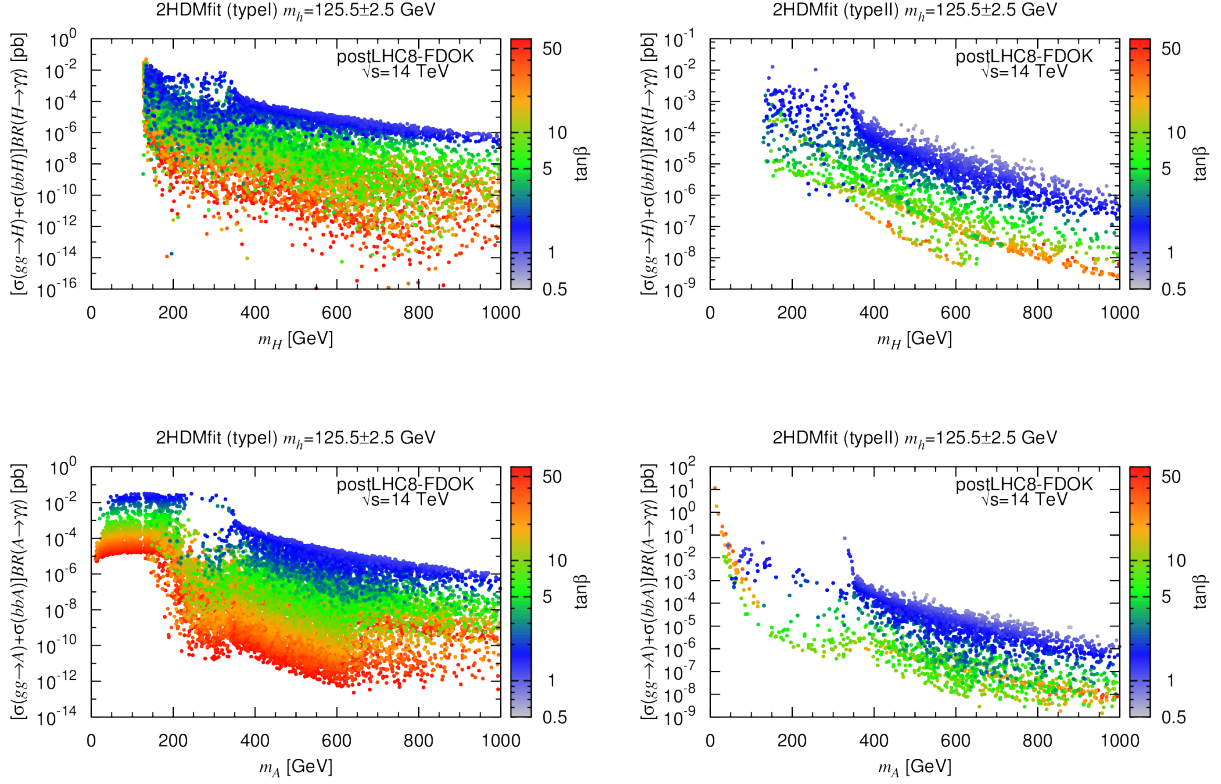 2HDMfit (typeI) m_h=125.5±2.5 GeV
[σ(gg→H)+σ(bbH)]BR(H→γγ) [pb]
10^0
10^-2
10^-4
10^-6
10^-8
10^-10
10^-12
10^-14
10^-16
postLHC8-FDOK
√s=14 TeV
0 200 400 600 800 1000
m_H [GeV]
50
10
5
1
0.5
tanβ
2HDMfit (typeII) m_h=125.5±2.5 GeV
[σ(gg→H)+σ(bbH)]BR(H→γγ) [pb]
10^-1
10^-2
10^-3
10^-4
10^-5
10^-6
10^-7
10^-8
10^-9
postLHC8-FDOK
√s=14 TeV
0 200 400 600 800 1000
m_H [GeV]
50
10
5
1
0.5
tanβ
2HDMfit (typeI) m_h=125.5±2.5 GeV
[σ(gg→A)+σ(bbA)]BR(A→γγ) [pb]
10^0
10^-2
10^-4
10^-6
10^-8
10^-10
10^-12
10^-14
postLHC8-FDOK
√s=14 TeV
0 200 400 600 800 1000
m_A [GeV]
50
10
5
1
0.5
tanβ
2HDMfit (typeII) m_h=125.5±2.5 GeV
[σ(gg→A)+σ(bbA)]BR(A→γγ) [pb]
10^2
10^1
10^0
10^-1
10^-2
10^-3
10^-4
10^-5
10^-6
10^-7
10^-8
10^-9
postLHC8-FDOK
√s=14 TeV
0 200 400 600 800 1000
m_A [GeV]
50
10
5
1
0.5
tanβ